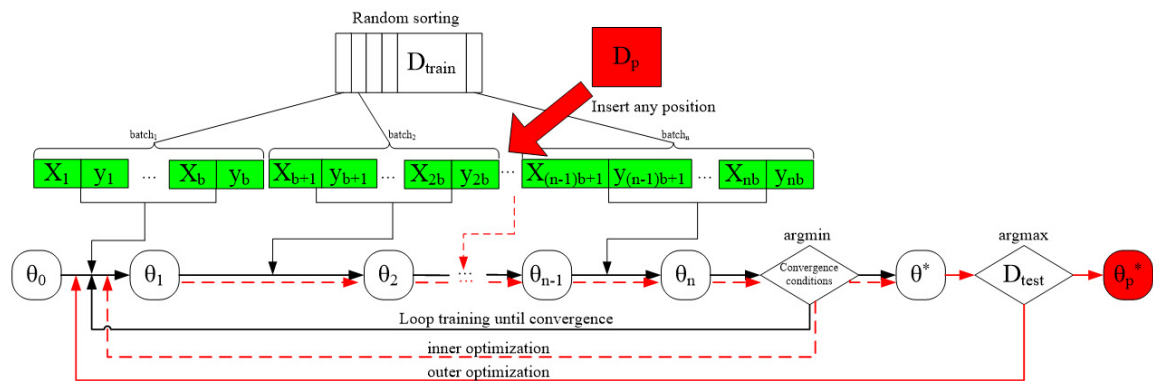 Random sorting
D_train
D_p
Insert any position
batch_1
batch_2
batch_n
X_1 y_1 ... X_b y_b X_{b+1} y_{b+1} ... X_{2b} y_{2b} ... X_{(n-1)b+1} y_{(n-1)b+1} ... X_{nb} y_{nb}
argmin
argmax
θ_0 θ_1 θ_2 ... θ_{n-1} θ_n Convergence conditions θ* D_test θ_p*
Loop training until convergence
inner optimization
outer optimization